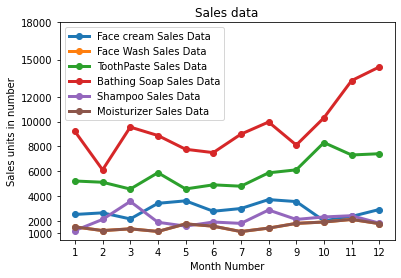 Sales data
Sales units in number
18000
15000
10000
8000
6000
4000
2000
1000
Face cream Sales Data
Face Wash Sales Data
ToothPaste Sales Data
Bathing Soap Sales Data
Shampoo Sales Data
Moisturizer Sales Data
1 2 3 4 5 6 7 8 9 10 11 12
Month Number